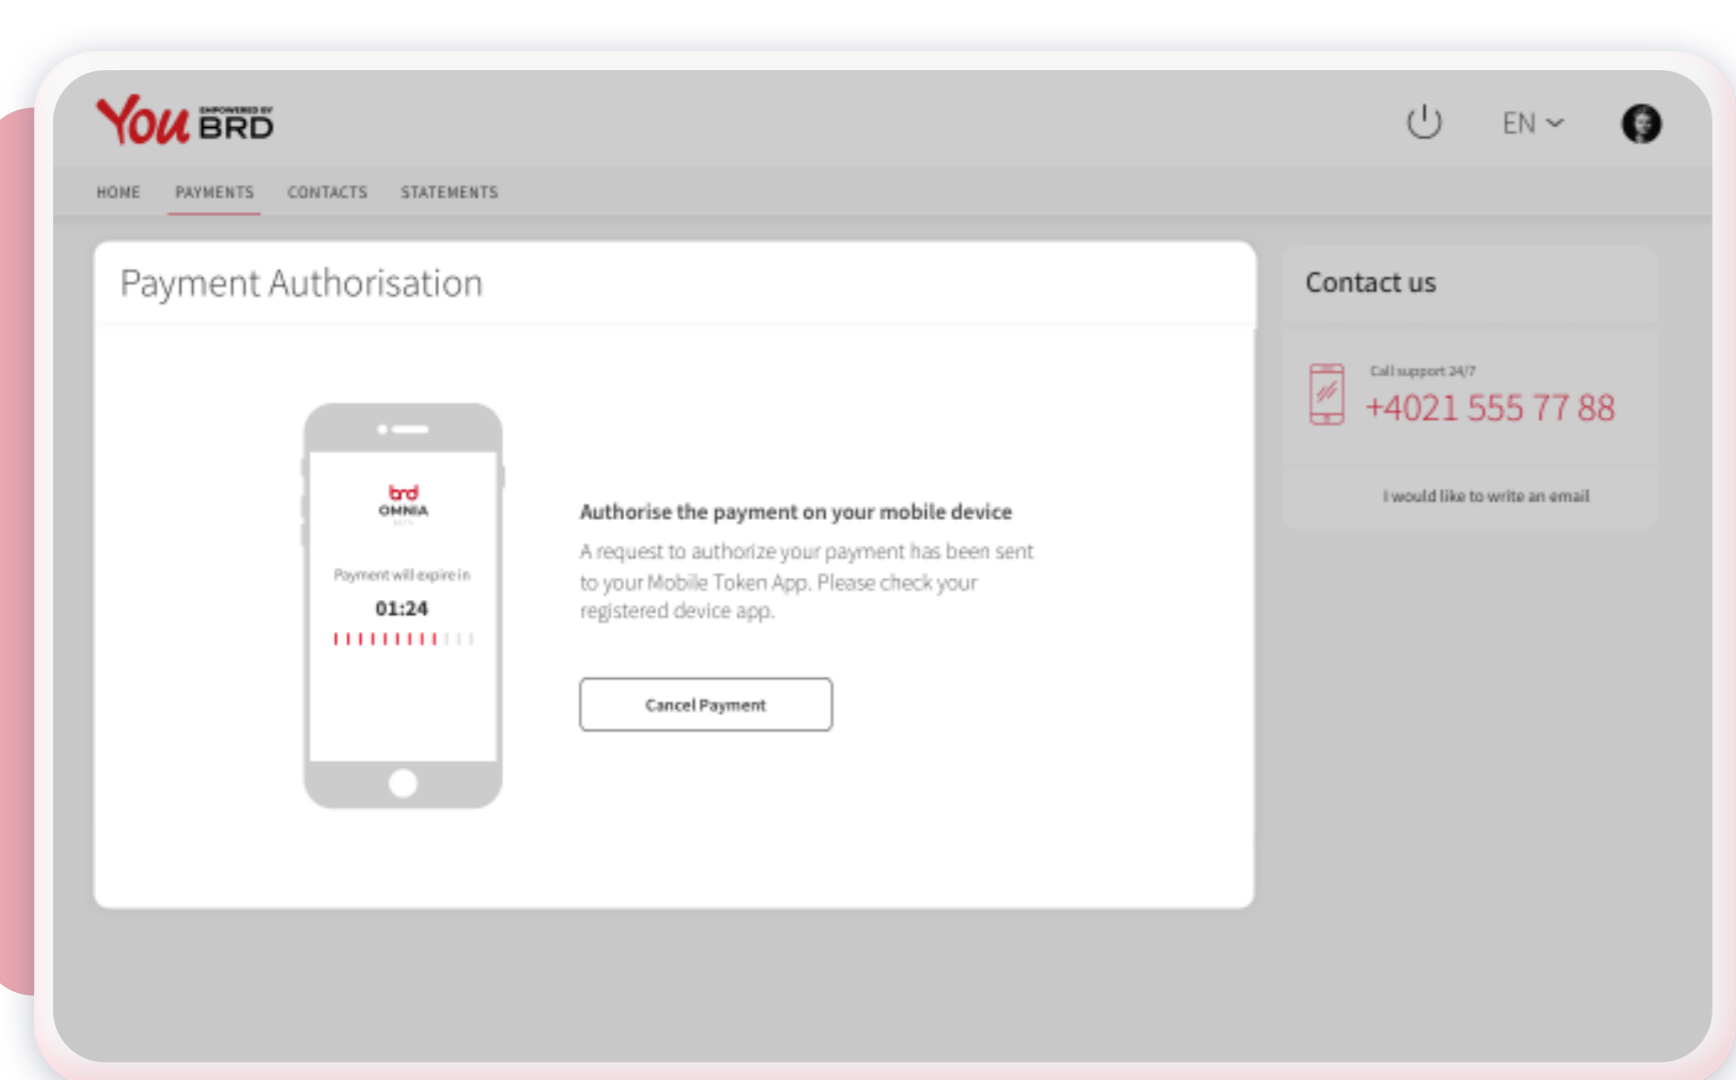 You EMPOWERED BY
BRD
EN
HOME PAYMENTS CONTACTS STATEMENTS
Payment Authorisation
brd
OMNIA
BETA
Payment will expire in
01:24
Authorise the payment on your mobile device
A request to authorize your payment has been sent
to your Mobile Token App. Please check your
registered device app.
Cancel Payment
Contact us
Call support 24/7
+4021 555 77 88
I would like to write an email